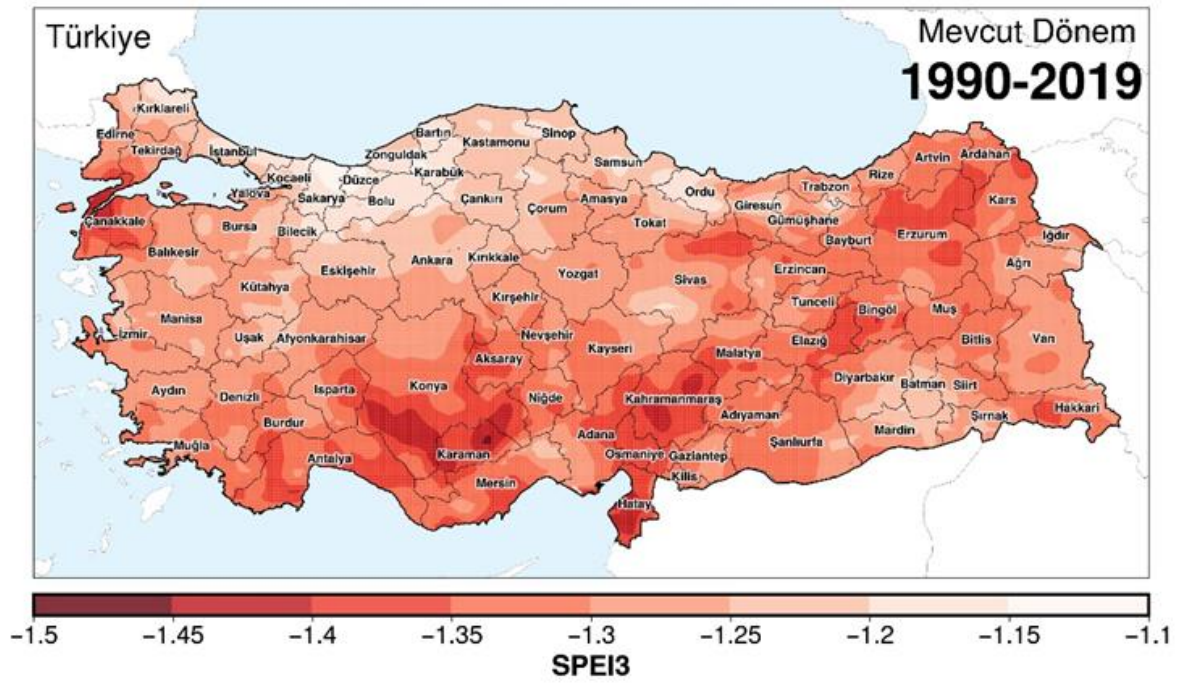 Türkiye
Mevcut Dönem
1990-2019
Kırklareli
Edirne
Tekirdağ
İstanbul
Kocaeli
Yalova
Sakarya
Düzce
Bolu
Zonguldak
Bartın
Karabük
Kastamonu
Sinop
Samsun
Çankırı
Çorum
Amasya
Tokat
Ordu
Giresun
Trabzon
Gümüşhane
Rize
Artvin
Ardahan
Kars
Bayburt
Erzurum
Iğdır
Ağrı
Çanakkale
Balıkesir
Bursa
Bilecik
Eskişehir
Ankara
Kırıkkale
Yozgat
Sivas
Erzincan
Kütahya
Kırşehir
Tunceli
Bingöl
Muş
Manisa
İzmir
Uşak
Afyonkarahisar
Nevşehir
Kayseri
Aksaray
Malatya
Elazığ
Bitlis
Van
Aydın
Denizli
Isparta
Konya
Niğde
Kahramanmaraş
Adıyaman
Diyarbakır
Batman
Siirt
Şırnak
Hakkari
Burdur
Muğla
Antalya
Karaman
Mersin
Adana
Osmaniye
Gaziantep
Kilis
Şanlıurfa
Mardin
Hatay
−1.5 −1.45 −1.4 −1.35 −1.3 −1.25 −1.2 −1.15 −1.1
SPEI3